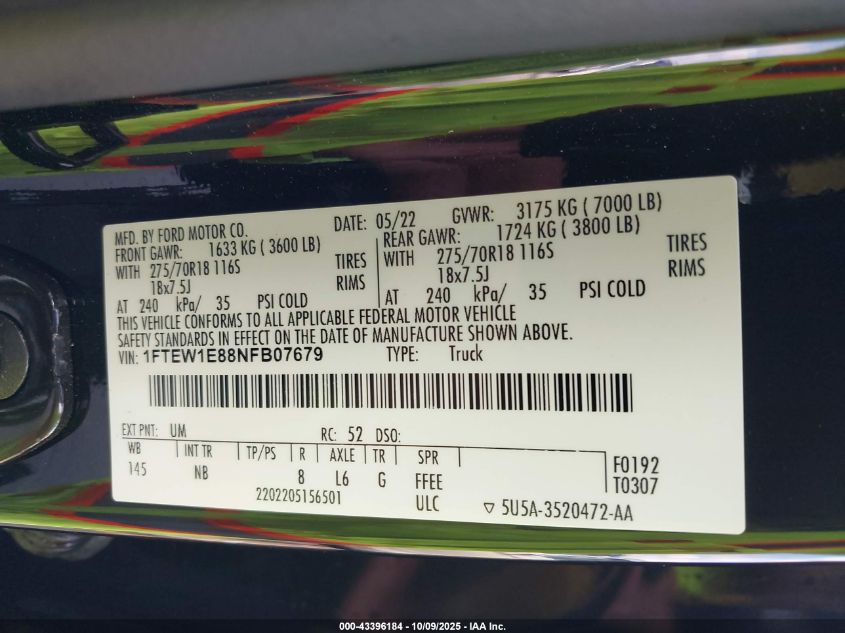 MFD. BY FORD MOTOR CO. DATE: 05/22 GVWR: 3175 KG ( 7000 LB)
FRONT GAWR: 1633 KG ( 3600 LB) REAR GAWR: 1724 KG ( 3800 LB)
WITH 275/70R18 116S TIRES WITH 275/70R18 116S TIRES
18x7.5J RIMS 18x7.5J RIMS
AT 240 kPa/ 35 PSI COLD AT 240 kPa/ 35 PSI COLD
THIS VEHICLE CONFORMS TO ALL APPLICABLE FEDERAL MOTOR VEHICLE
SAFETY STANDARDS IN EFFECT ON THE DATE OF MANUFACTURE SHOWN ABOVE.
VIN: 1FTEW1E88NFB07679 TYPE: Truck
EXT PNT: UM RC: 52 DSO:
WB INT TR TP/PS R AXLE TR SPR
145 NB 8 L6 G FFEE
F0192
T0307
2202205156501 ULC ▽ 5U5A-3520472-AA
000-43396184 - 10/09/2025 - IAA Inc.